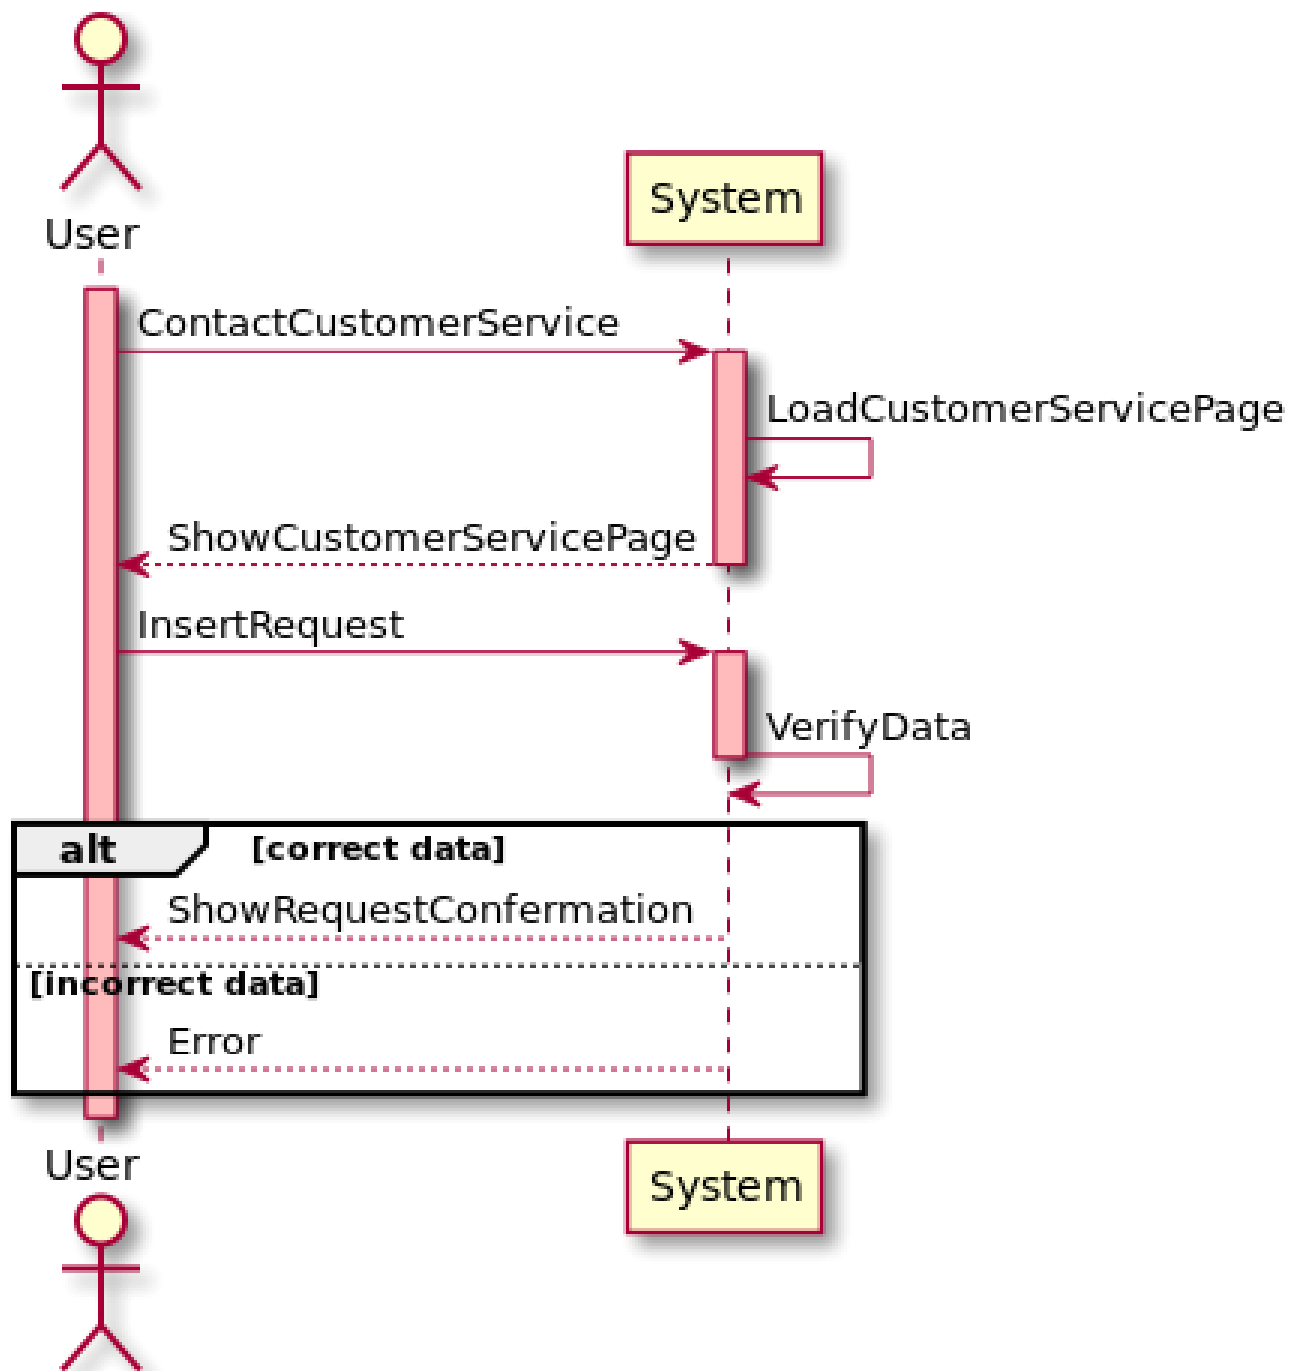 User
System
ContactCustomerService
LoadCustomerServicePage
ShowCustomerServicePage
InsertRequest
VerifyData
alt [correct data]
ShowRequestConfermation
[incorrect data]
Error
User
System